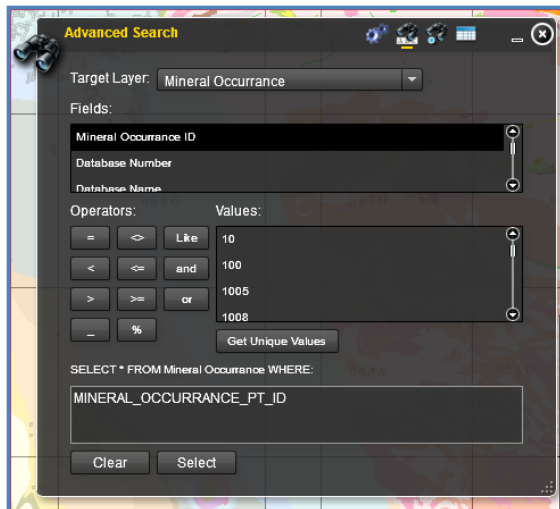 Advanced Search
Target Layer: Mineral Occurrance
Fields:
Mineral Occurrance ID
Database Number
Database Name
Operators: Values:
= <> Like
< <= and
> >= or
_ %
10
100
1005
1008
Get Unique Values
SELECT * FROM Mineral Occurrance WHERE:
MINERAL_OCCURRANCE_PT_ID
Clear Select